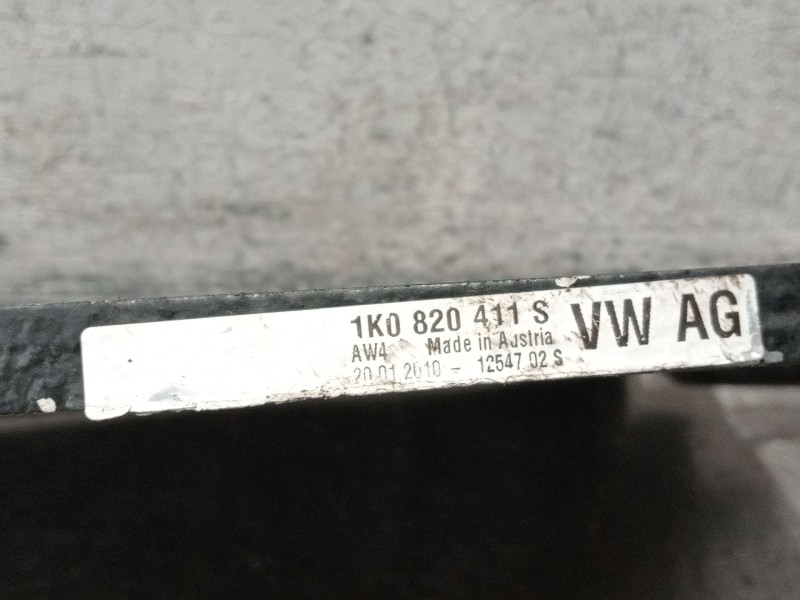 1K0 820 411 S VW AG
AW4 Made in Austria
20.01.2010 - 12547 02 S